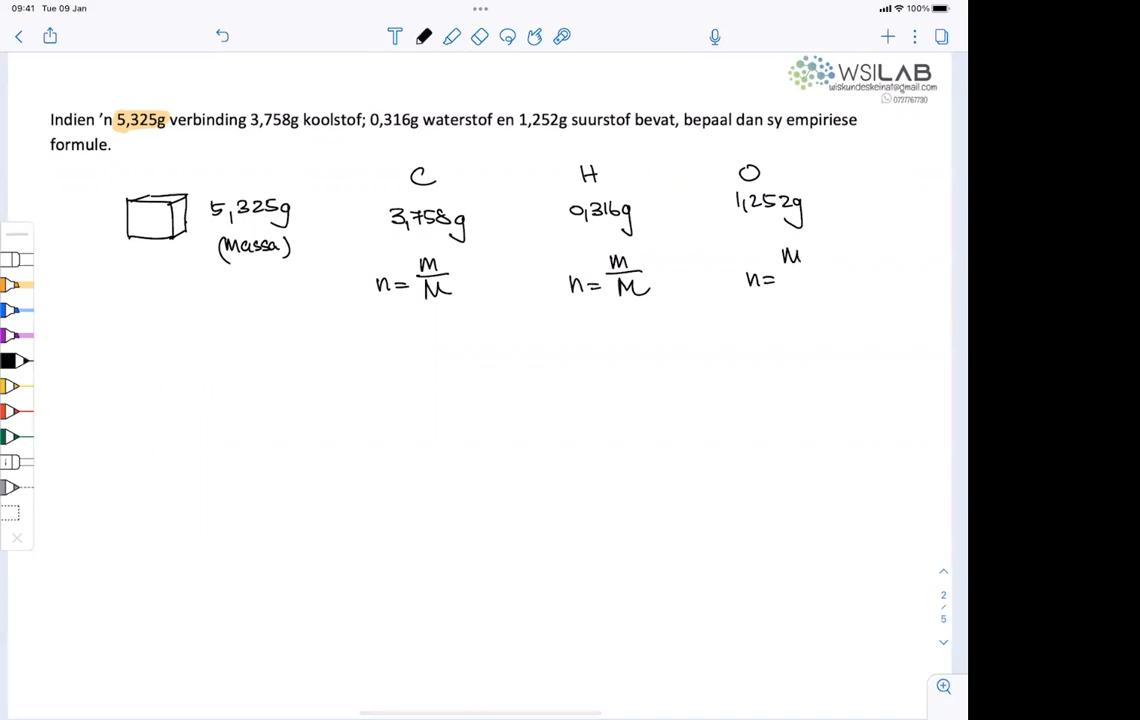 09:41 Tue 09 Jan
100%
WSILAB
wiskundeskeinat@gmail.com
0727767730
Indien 'n 5,325g verbinding 3,758g koolstof; 0,316g waterstof en 1,252g suurstof bevat, bepaal dan sy empiriese
formule.
C H O
5,325g 3,758g 0,316g 1,252g
(Massa)
n = m/M n = m/M n = m
2
/
5